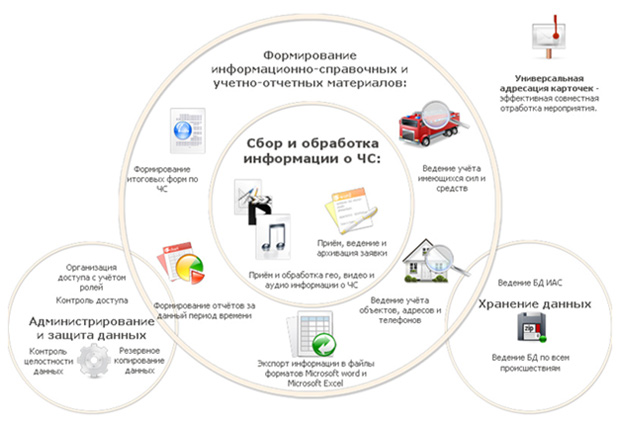 Формирование
информационно-справочных и
учетно-отчетных материалов:
Универсальная
адресация карточек -
эффективная совместная
отработка мероприятия.
Сбор и обработка
информации о ЧС:
Формирование
итоговых форм по
ЧС
Ведение учёта
имеющихся сил и
средств
Приём, ведение и
архивация заявки
Приём и обработка гео, видео и
аудио информации о ЧС
Организация
доступа с учётом
ролей
Контроль доступа
Администрирование
и защита данных
Контроль
целостности
данных
Резервное
копирование
данных
Формирование отчётов за
данный период времени
Ведение учёта
объектов, адресов и
телефонов
Экспорт информации в файлы
форматов Microsoft word и
Microsoft Excel
Ведение БД ИАС
Хранение данных
zip
Ведение БД по всем
происшествиям